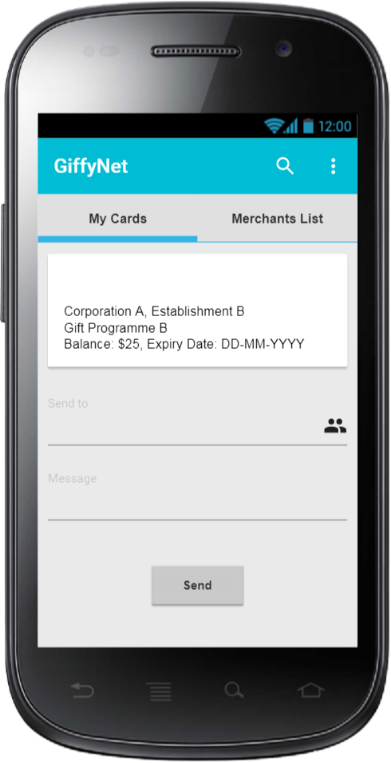 12:00
GiffyNet
My Cards
Merchants List
Corporation A, Establishment B
Gift Programme B
Balance: $25, Expiry Date: DD-MM-YYYY
Send to
Message
Send